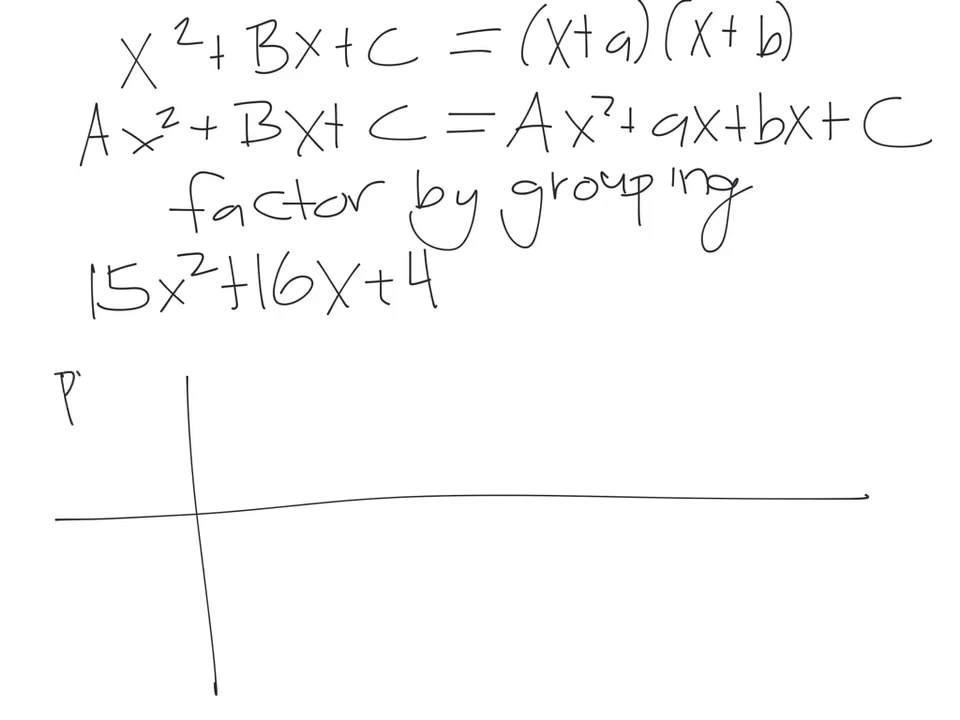 x²+Bx+C = (x+a)(x+b)
Ax²+Bx+C = Ax²+ax+bx+C
factor by grouping
15x²+16x+4
P